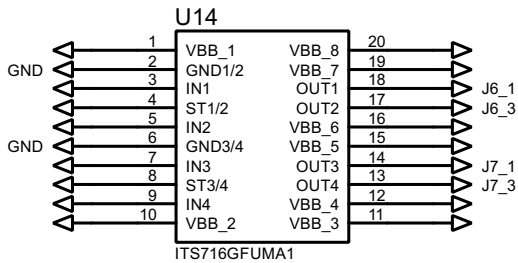 U14
1 VBB_1 VBB_8 20
GND 2 GND1/2 VBB_7 19
3 IN1 OUT1 18 J6_1
4 ST1/2 OUT2 17 J6_3
5 IN2 VBB_6 16
GND 6 GND3/4 VBB_5 15
7 IN3 OUT3 14 J7_1
8 ST3/4 OUT4 13 J7_3
9 IN4 VBB_4 12
10 VBB_2 VBB_3 11
ITS716GFUMA1